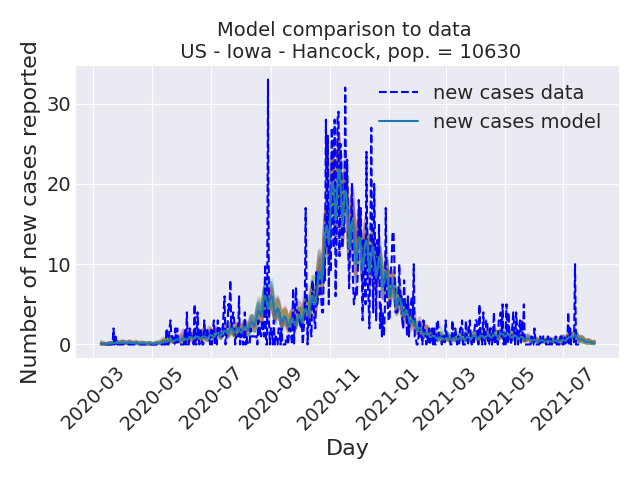 Model comparison to data
US - Iowa - Hancock, pop. = 10630
Number of new cases reported
30
20
10
0
new cases data
new cases model
2020-03
2020-05
2020-07
2020-09
2020-11
2021-01
2021-03
2021-05
2021-07
Day